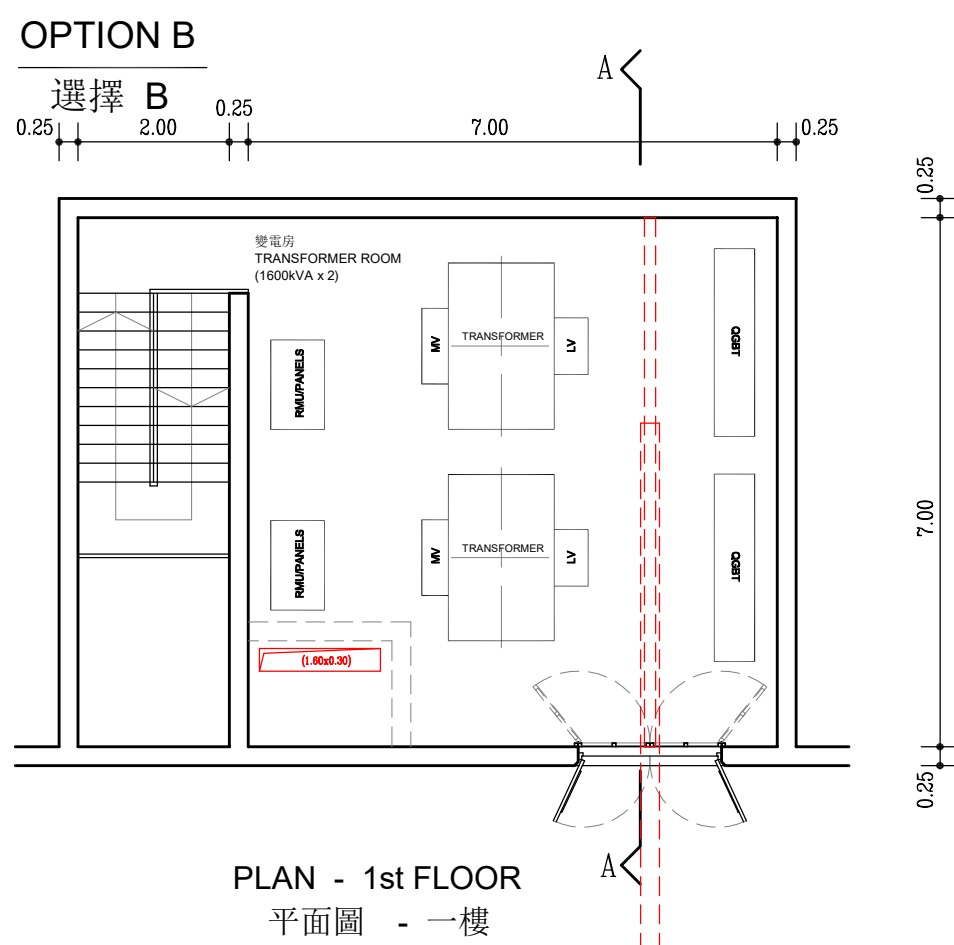 OPTION B
選擇 B
0.25
2.00
0.25
7.00
0.25
A
0.25
變電房
TRANSFORMER ROOM
(1600kVA x 2)
MV
TRANSFORMER
LV
QGBT
RMU/PANELS
7.00
RMU/PANELS
MV
TRANSFORMER
LV
QGBT
(1.60x0.30)
0.25
A
PLAN - 1st FLOOR
平面圖 - 一樓